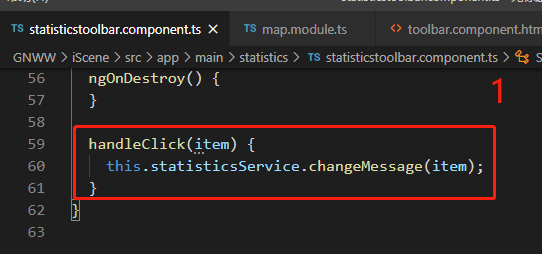 TS statisticstoolbar.component.ts × TS map.module.ts <> toolbar.component.htm
GNWW > iScene > src > app > main > statistics > TS statisticstoolbar.component.ts > S
1
56 ngOnDestroy() {
57 }
58
59 handleClick(item) {
60 this.statisticsService.changeMessage(item);
61 }
62 }
63